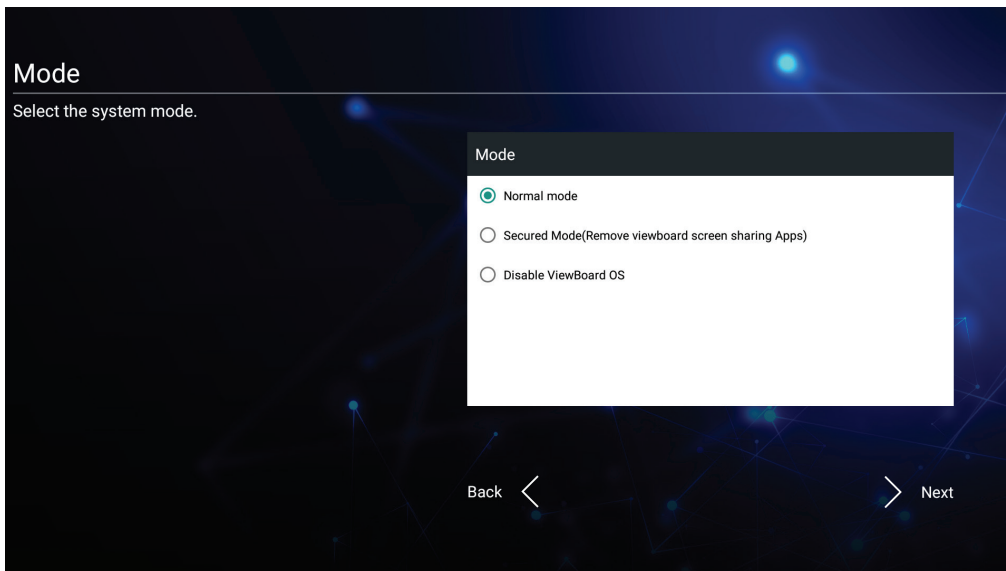 Mode
Select the system mode.
Mode
Normal mode
Secured Mode(Remove viewboard screen sharing Apps)
Disable ViewBoard OS
Back
Next